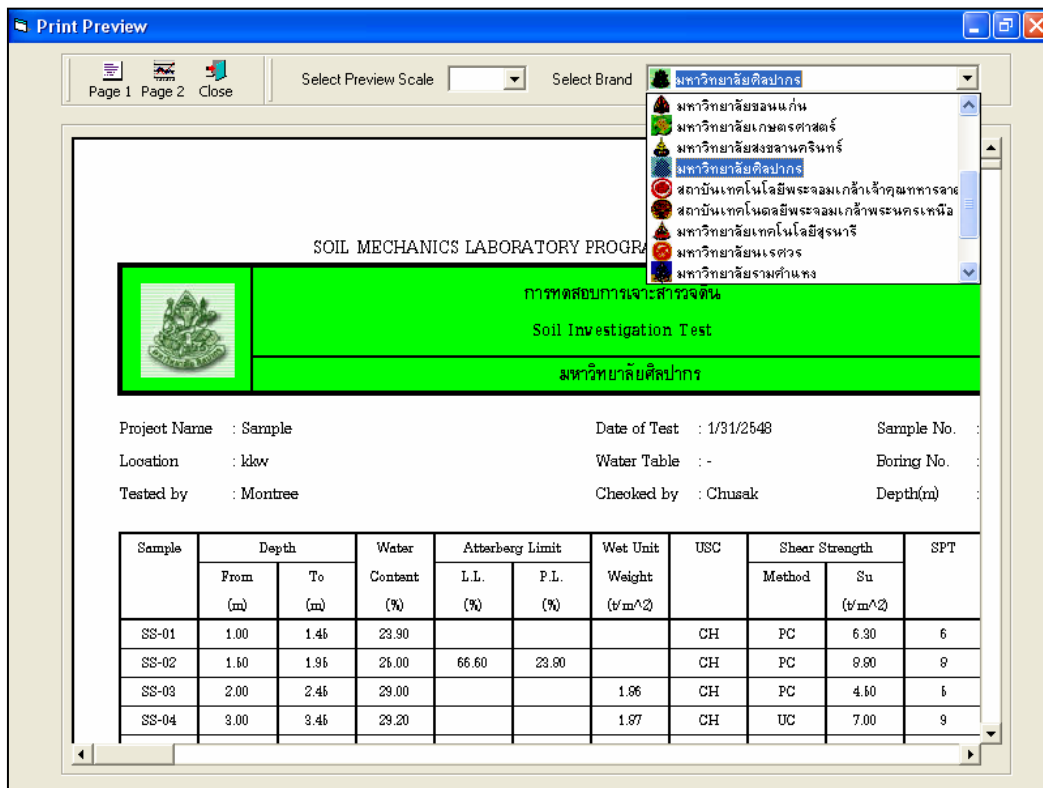 Print Preview
Page 1 Page 2 Close Select Preview Scale Select Brand มหาวิทยาลัยศิลปากร
มหาวิทยาลัยขอนแก่น
มหาวิทยาลัยเกษตรศาสตร์
มหาวิทยาลัยสงขลานครินทร์
มหาวิทยาลัยศิลปากร
สถาบันเทคโนโลยีพระจอมเกล้าเจ้าคุณทหารลาด
สถาบันเทคโนดลยีพระจอมเกล้าพระนครเหนือ
มหาวิทยาลัยเทคโนโลยีสุรนารี
มหาวิทยาลัยนเรศวร
มหาวิทยาลัยรามคำแหง
SOIL MECHANICS LABORATORY PROGRA
การทดสอบการเจาะสำรวจดิน
Soil Investigation Test
มหาวิทยาลัยศิลปากร
Project Name : Sample Date of Test : 1/31/2548 Sample No. :
Location : kkw Water Table : - Boring No. :
Tested by : Montree Checked by : Chusak Depth(m) :
Sample Depth Water Atterberg Limit Wet Unit USC Shear Strength SPT
From To Content L.L. P.L. Weight Method Su
(m) (m) (%) (%) (%) (t/m^2) (t/m^2)
SS-01 1.00 1.45 23.90 CH PC 6.30 6
SS-02 1.50 1.95 25.00 66.60 23.80 CH PC
SS-03 2.00 2.45 29.00 1.96 CH PC 4.50 5
SS-04 3.00 3.45 29.20 1.97 CH UC 7.00 9